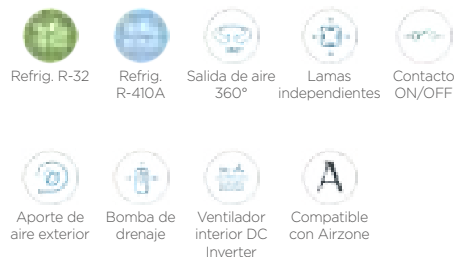 Refrig. R-32
Refrig.
R-410A
Salida de aire
360°
Lamas
independientes
Contacto
ON/OFF
Aporte de
aire exterior
Bomba de
drenaje
Ventilador
interior DC
Inverter
A
Compatible
con Airzone